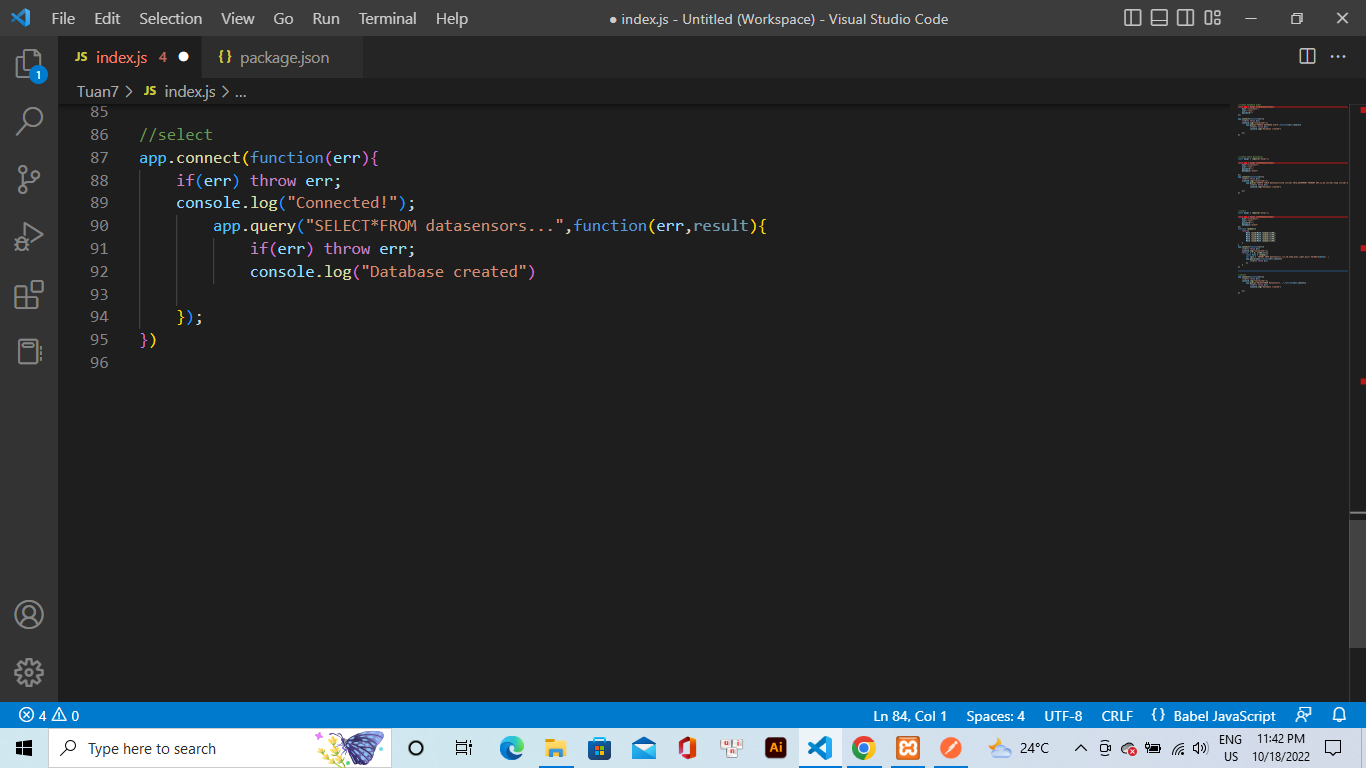 File Edit Selection View Go Run Terminal Help ● index.js - Untitled (Workspace) - Visual Studio Code
JS index.js 4 ● {} package.json
Tuan7 > JS index.js > ...
85
86 //select
87 app.connect(function(err){
88 if(err) throw err;
89 console.log("Connected!");
90 app.query("SELECT*FROM datasensors...",function(err,result){
91 if(err) throw err;
92 console.log("Database created")
93
94 });
95 })
96
1
4 0 Ln 84, Col 1 Spaces: 4 UTF-8 CRLF {} Babel JavaScript
Type here to search Ai 24°C ENG 11:42 PM
US 10/18/2022